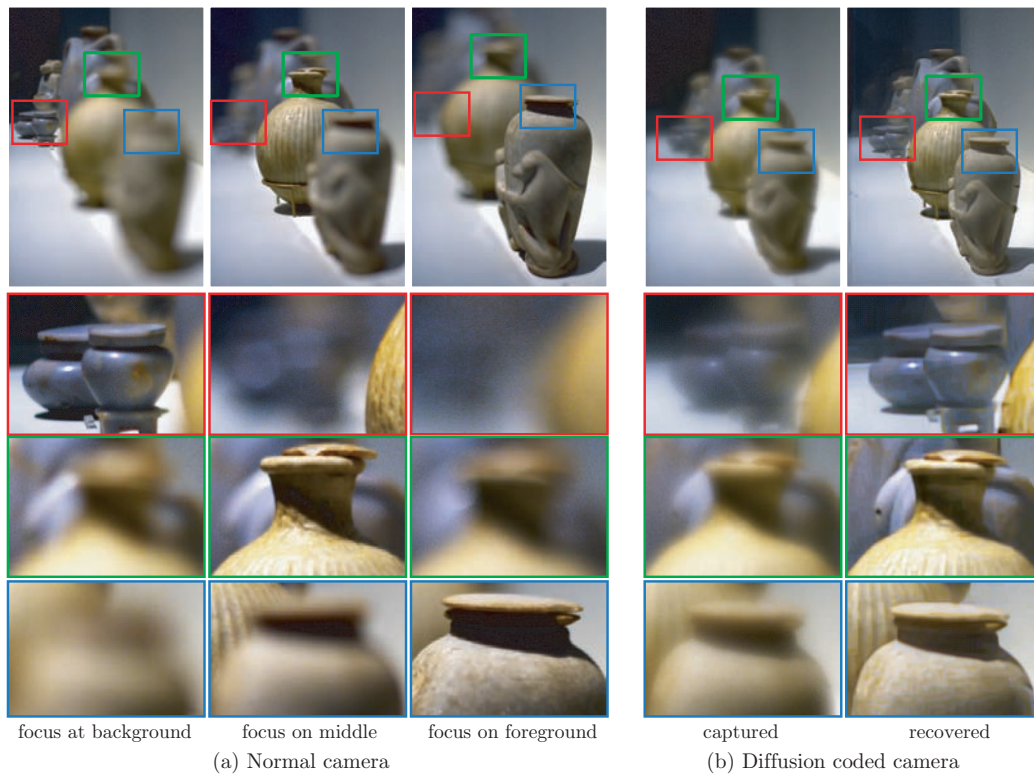 focus at background
focus on middle
focus on foreground
captured
recovered
(a) Normal camera
(b) Diffusion coded camera